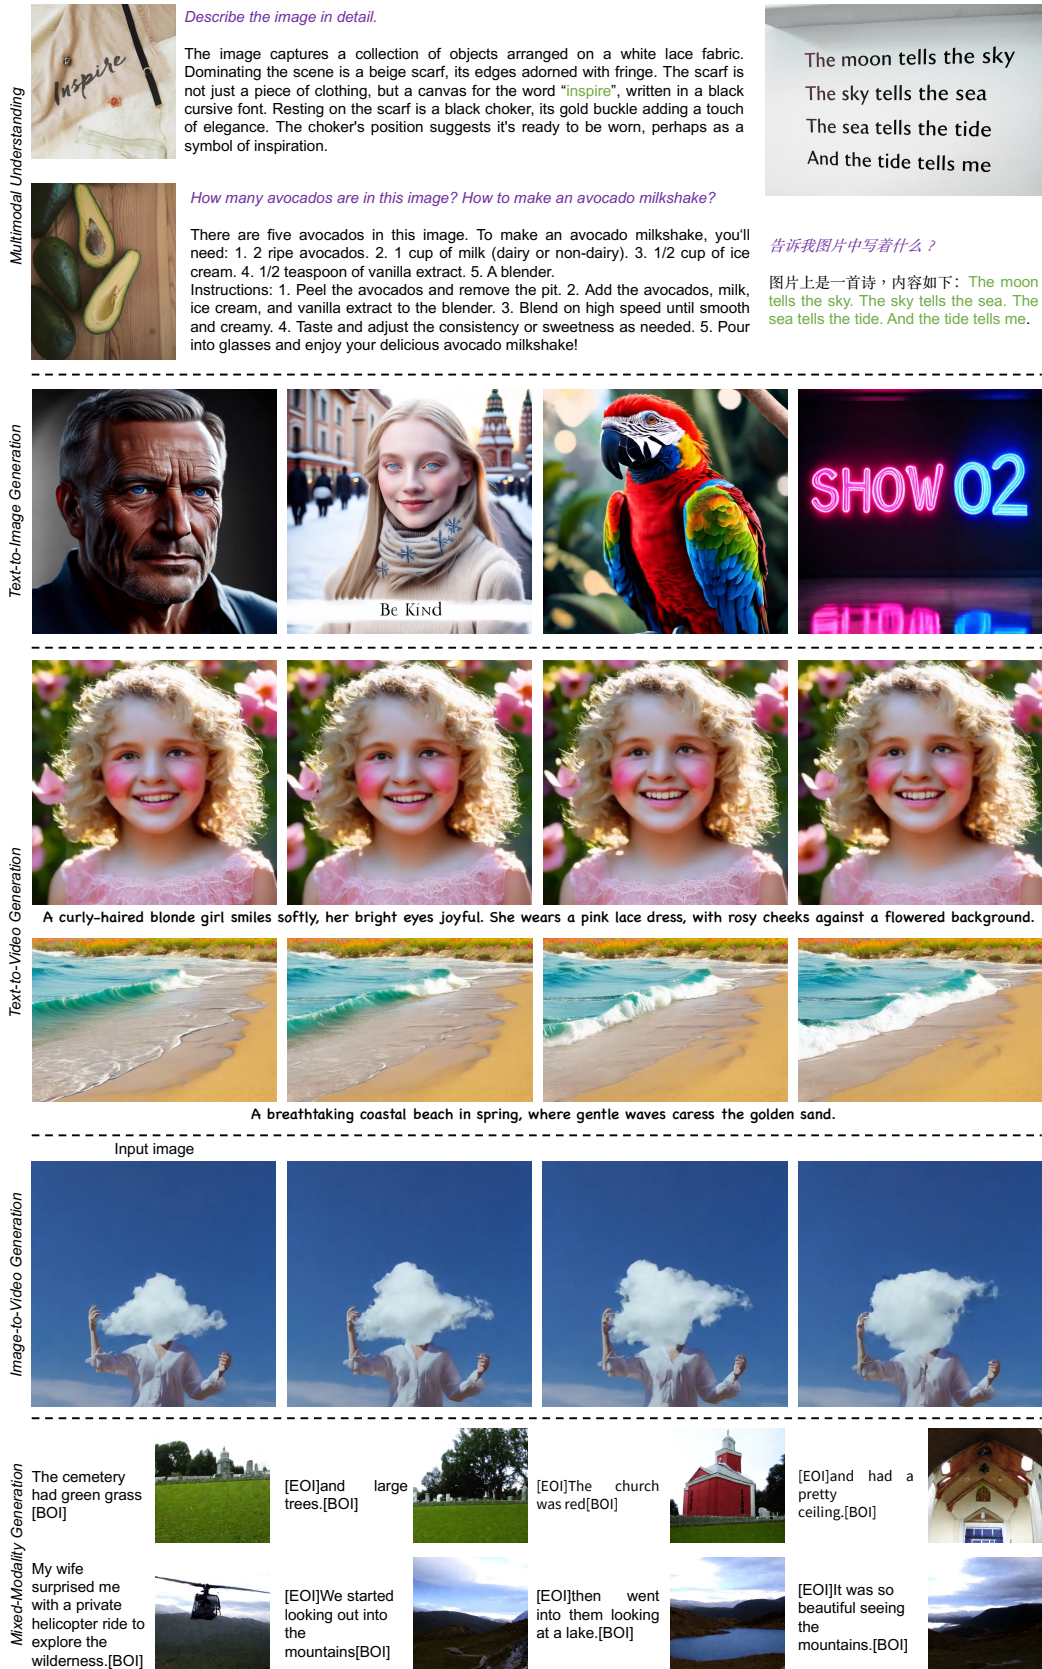 Multimodal Understanding
Inspire
Describe the image in detail.
The image captures a collection of objects arranged on a white lace fabric.
Dominating the scene is a beige scarf, its edges adorned with fringe. The scarf is
not just a piece of clothing, but a canvas for the word “inspire”, written in a black
cursive font. Resting on the scarf is a black choker, its gold buckle adding a touch
of elegance. The choker's position suggests it's ready to be worn, perhaps as a
symbol of inspiration.
The moon tells the sky
The sky tells the sea
The sea tells the tide
And the tide tells me
How many avocados are in this image? How to make an avocado milkshake?
There are five avocados in this image. To make an avocado milkshake, you'll
need: 1. 2 ripe avocados. 2. 1 cup of milk (dairy or non-dairy). 3. 1/2 cup of ice
cream. 4. 1/2 teaspoon of vanilla extract. 5. A blender.
Instructions: 1. Peel the avocados and remove the pit. 2. Add the avocados, milk,
ice cream, and vanilla extract to the blender. 3. Blend on high speed until smooth
and creamy. 4. Taste and adjust the consistency or sweetness as needed. 5. Pour
into glasses and enjoy your delicious avocado milkshake!
告诉我图片中写着什么？
图片上是一首诗，内容如下：The moon
tells the sky. The sky tells the sea. The
sea tells the tide. And the tide tells me.
Text-to-Image Generation
Be Kind
SHOW 02
Text-to-Video Generation
A curly-haired blonde girl smiles softly, her bright eyes joyful. She wears a pink lace dress, with rosy cheeks against a flowered background.
A breathtaking coastal beach in spring, where gentle waves caress the golden sand.
Image-to-Video Generation
Input image
Mixed-Modality Generation
The cemetery
had green grass
[BOI]
[EOI]and large
trees.[BOI]
[EOI]The church
was red[BOI]
[EOI]and had a
pretty
ceiling.[BOI]
My wife
surprised me
with a private
helicopter ride to
explore the
wilderness.[BOI]
[EOI]We started
looking out into
the
mountains[BOI]
[EOI]then went
into them looking
at a lake.[BOI]
[EOI]It was so
beautiful seeing
the
mountains.[BOI]